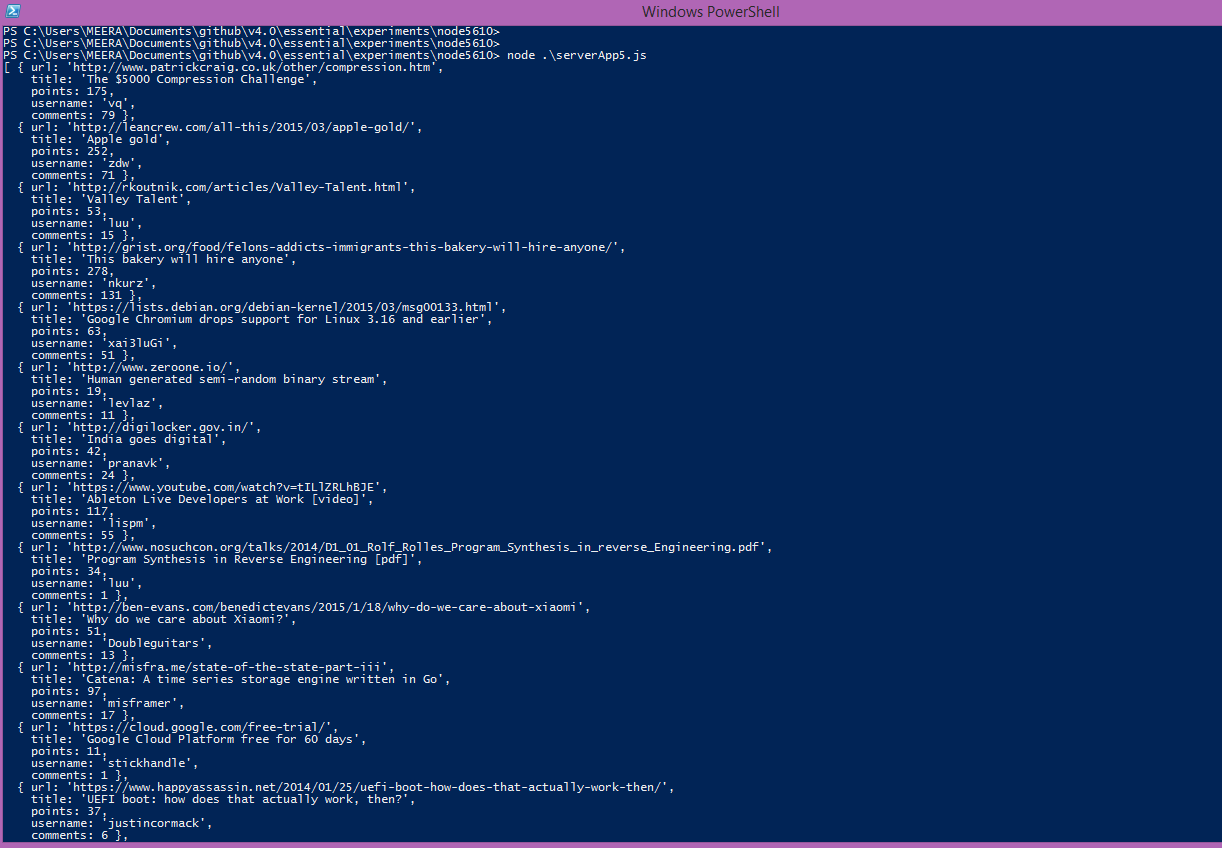 Windows PowerShell
PS C:\Users\MEERA\Documents\github\v4.0\essential\experiments\node5610>
PS C:\Users\MEERA\Documents\github\v4.0\essential\experiments\node5610>
PS C:\Users\MEERA\Documents\github\v4.0\essential\experiments\node5610> node .\serverApp5.js
[ { url: 'http://www.patrickcraig.co.uk/other/compression.htm',
title: 'The $5000 Compression Challenge',
points: 175,
username: 'vq',
comments: 79 },
{ url: 'http://leancrew.com/all-this/2015/03/apple-gold/',
title: 'Apple gold',
points: 252,
username: 'zdw',
comments: 71 },
{ url: 'http://rkoutnik.com/articles/Valley-Talent.html',
title: 'Valley Talent',
points: 53,
username: 'luu',
comments: 15 },
{ url: 'http://grist.org/food/felons-addicts-immigrants-this-bakery-will-hire-anyone/',
title: 'This bakery will hire anyone',
points: 278,
username: 'nkurz',
comments: 131 },
{ url: 'https://lists.debian.org/debian-kernel/2015/03/msg00133.html',
title: 'Google Chromium drops support for Linux 3.16 and earlier',
points: 63,
username: 'xai3luGi',
comments: 51 },
{ url: 'http://www.zeroone.io/',
title: 'Human generated semi-random binary stream',
points: 19,
username: 'levlaz',
comments: 11 },
{ url: 'http://digilocker.gov.in/',
title: 'India goes digital',
points: 42,
username: 'pranavk',
comments: 24 },
{ url: 'https://www.youtube.com/watch?v=tILlZRLhBJE',
title: 'Ableton Live Developers at Work [video]',
points: 117,
username: 'lispm',
comments: 55 },
{ url: 'http://www.nosuchcon.org/talks/2014/D1_01_Rolf_Rolles_Program_Synthesis_in_reverse_Engineering.pdf',
title: 'Program Synthesis in Reverse Engineering [pdf]',
points: 34,
username: 'luu',
comments: 1 },
{ url: 'http://ben-evans.com/benedictevans/2015/1/18/why-do-we-care-about-xiaomi',
title: 'Why do we care about Xiaomi?',
points: 51,
username: 'Doubleguitars',
comments: 13 },
{ url: 'http://misfra.me/state-of-the-state-part-iii',
title: 'Catena: A time series storage engine written in Go',
points: 97,
username: 'misframer',
comments: 17 },
{ url: 'https://cloud.google.com/free-trial/',
title: 'Google Cloud Platform free for 60 days',
points: 11,
username: 'stickhandle',
comments: 1 },
{ url: 'https://www.happyassassin.net/2014/01/25/uefi-boot-how-does-that-actually-work-then/',
title: 'UEFI boot: how does that actually work, then?',
points: 37,
username: 'justincormack',
comments: 6 },